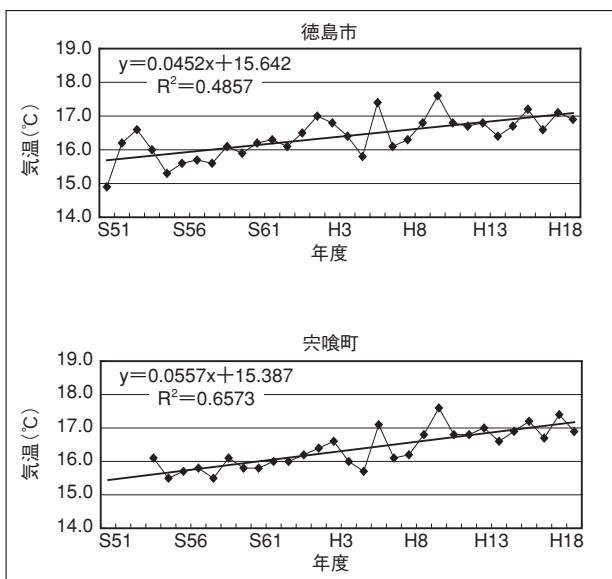 徳島市
y=0.0452x+15.642
R²=0.4857
19.0
18.0
17.0
16.0
15.0
14.0
気温(℃)
S51 S56 S61 H3 H8 H13 H18
年度
宍喰町
y=0.0557x+15.387
R²=0.6573
19.0
18.0
17.0
16.0
15.0
14.0
気温(℃)
S51 S56 S61 H3 H8 H13 H18
年度